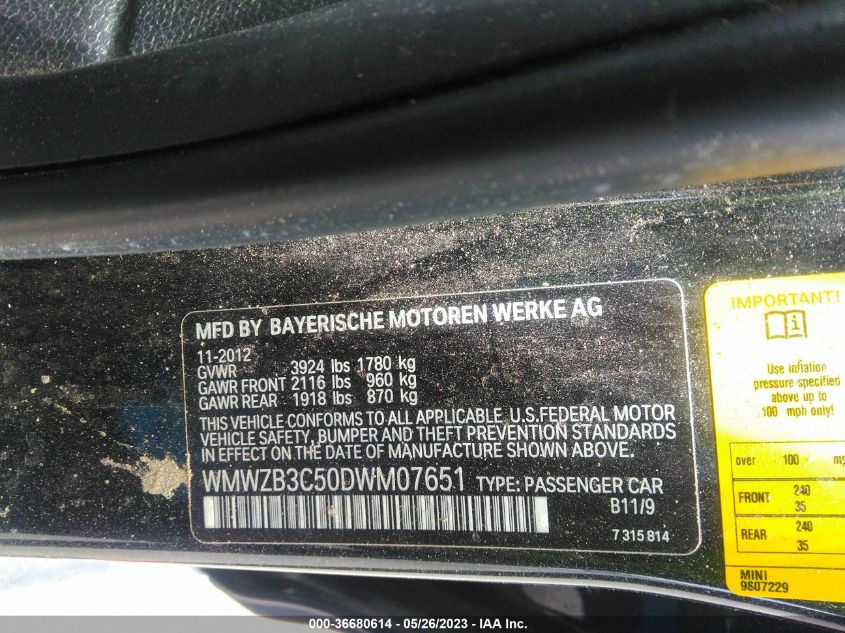 MFD BY BAYERISCHE MOTOREN WERKE AG
11-2012
GVWR 3924 lbs 1780 kg
GAWR FRONT 2116 lbs 960 kg
GAWR REAR 1918 lbs 870 kg
THIS VEHICLE CONFORMS TO ALL APPLICABLE U.S.FEDERAL MOTOR
VEHICLE SAFETY, BUMPER AND THEFT PREVENTION STANDARDS
IN EFFECT ON THE DATE OF MANUFACTURE SHOWN ABOVE.
WMWZB3C50DWM07651 TYPE: PASSENGER CAR
B11/9
7 315 814
IMPORTANT!
i
Use inflation
pressure specified
above up to
100 mph only!
over 100 mp
FRONT 240
35
REAR 240
35
MINI
9807229
000-36680614 - 05/26/2023 - IAA Inc.